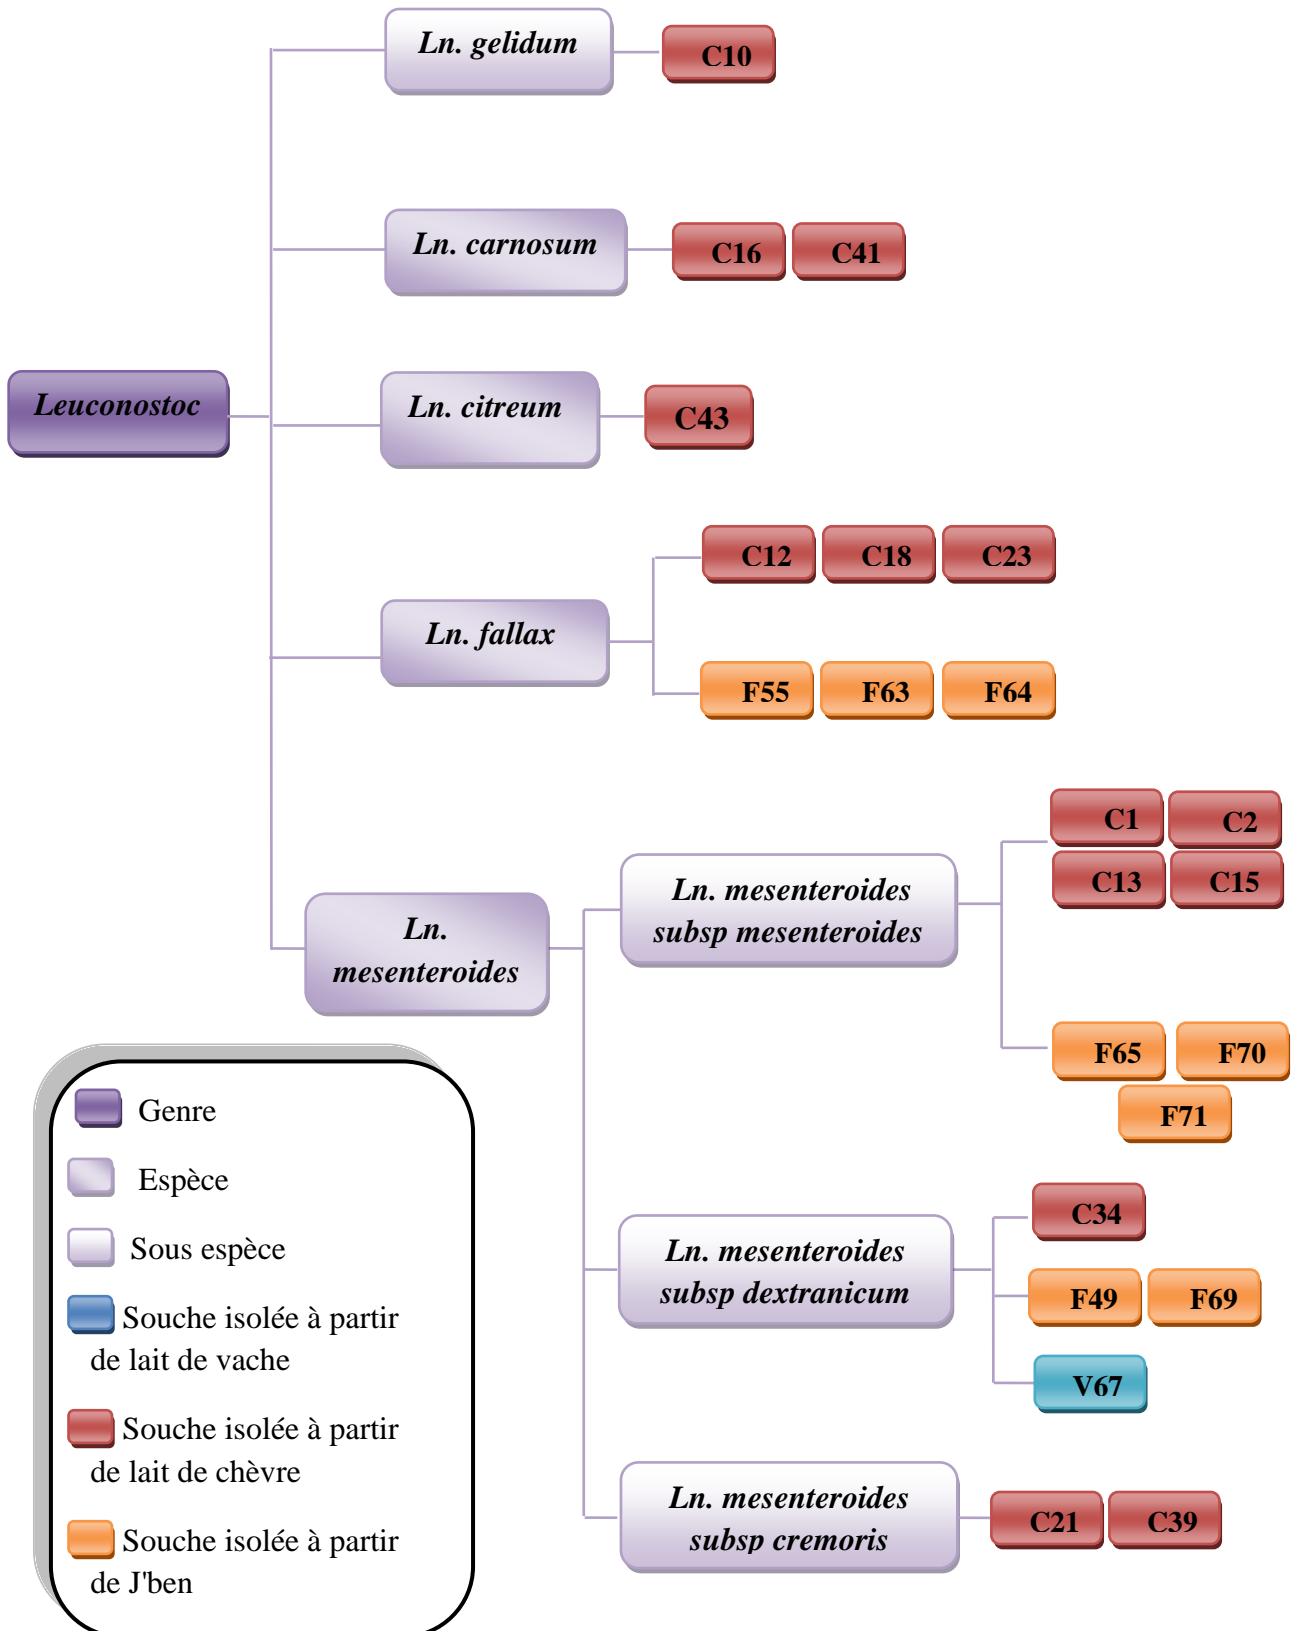 Ln. gelidum
C10
Ln. carnosum
C16 C41
Leuconostoc
Ln. citreum
C43
Ln. fallax
C12 C18 C23
F55 F63 F64
Ln.
mesenteroides
Ln. mesenteroides
subsp mesenteroides
C1 C2
C13 C15
F65 F70
F71
Ln. mesenteroides
subsp dextranicum
C34
F49 F69
V67
Ln. mesenteroides
subsp cremoris
C21 C39
Genre
Espèce
Sous espèce
Souche isolée à partir
de lait de vache
Souche isolée à partir
de lait de chèvre
Souche isolée à partir
de J'ben